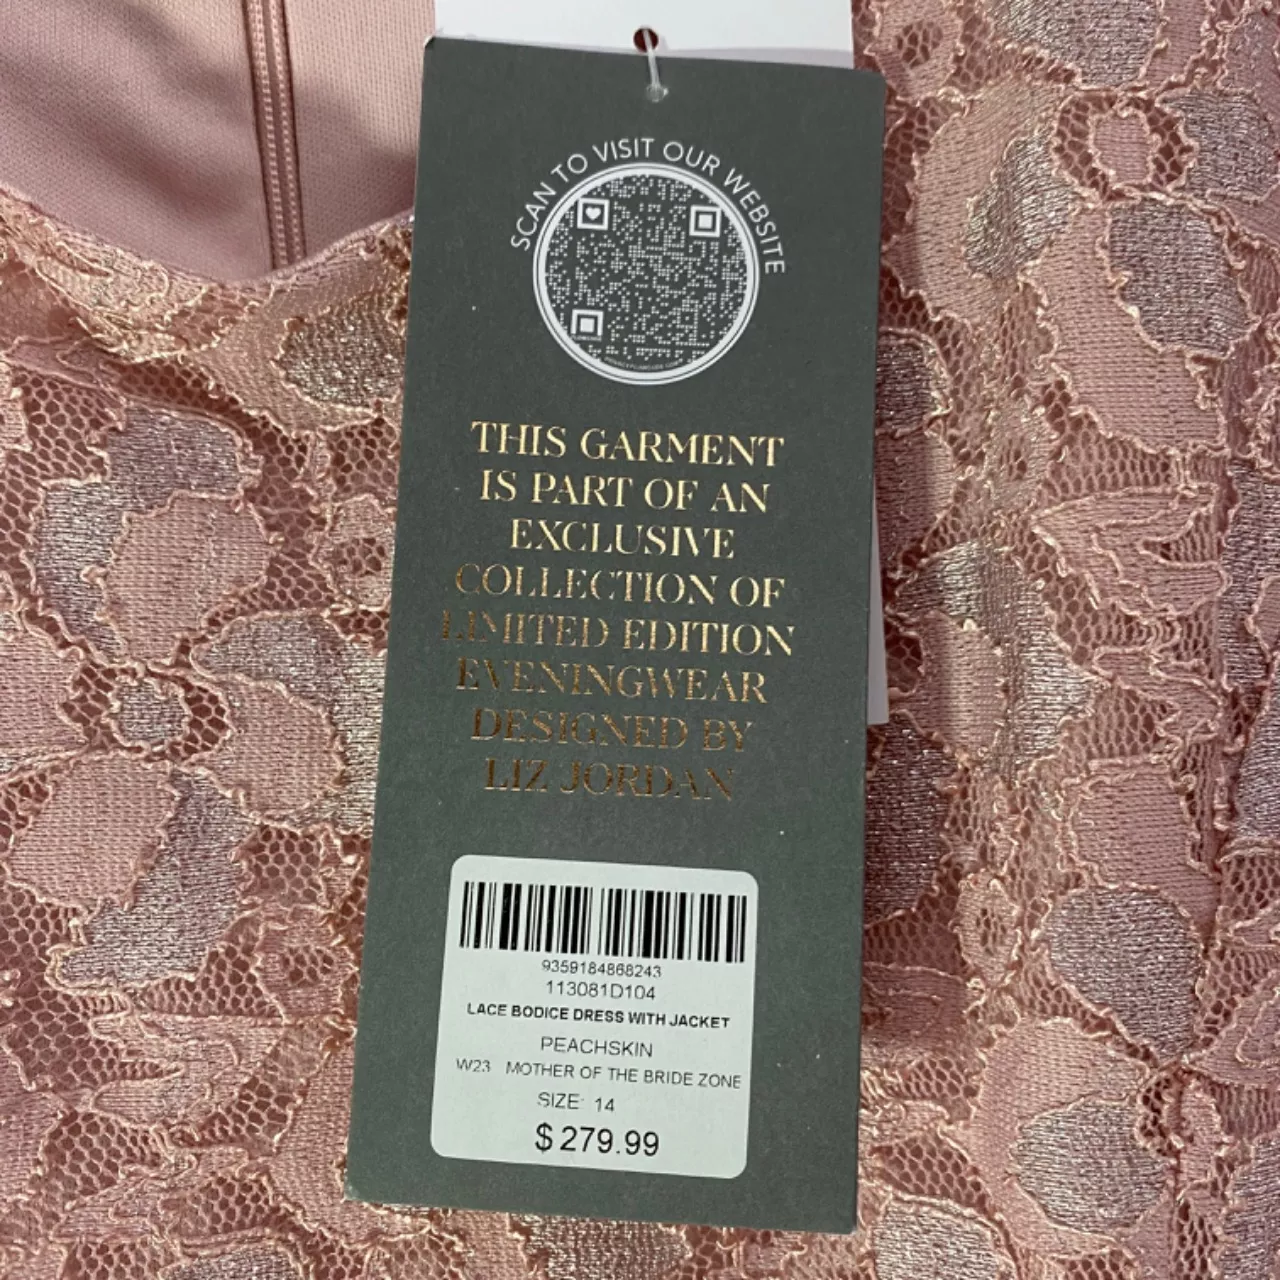 SCAN TO VISIT OUR WEBSITE
THIS GARMENT
IS PART OF AN
EXCLUSIVE
COLLECTION OF
LIMITED EDITION
EVENINGWEAR
DESIGNED BY
LIZ JORDAN
9359184868243
113081D104
LACE BODICE DRESS WITH JACKET
PEACHSKIN
W23 MOTHER OF THE BRIDE ZONE
SIZE: 14
$279.99